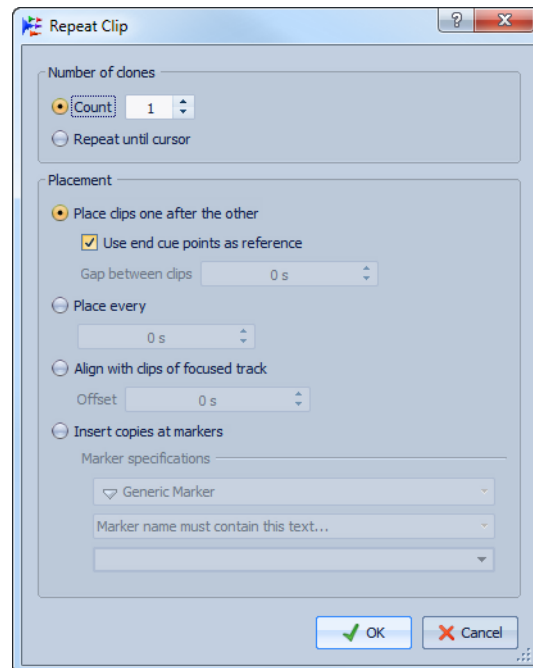 Repeat Clip
?
Number of clones
Count 1
Repeat until cursor
Placement
Place clips one after the other
Use end cue points as reference
Gap between clips 0 s
Place every
0 s
Align with clips of focused track
Offset 0 s
Insert copies at markers
Marker specifications
Generic Marker
Marker name must contain this text...
OK Cancel